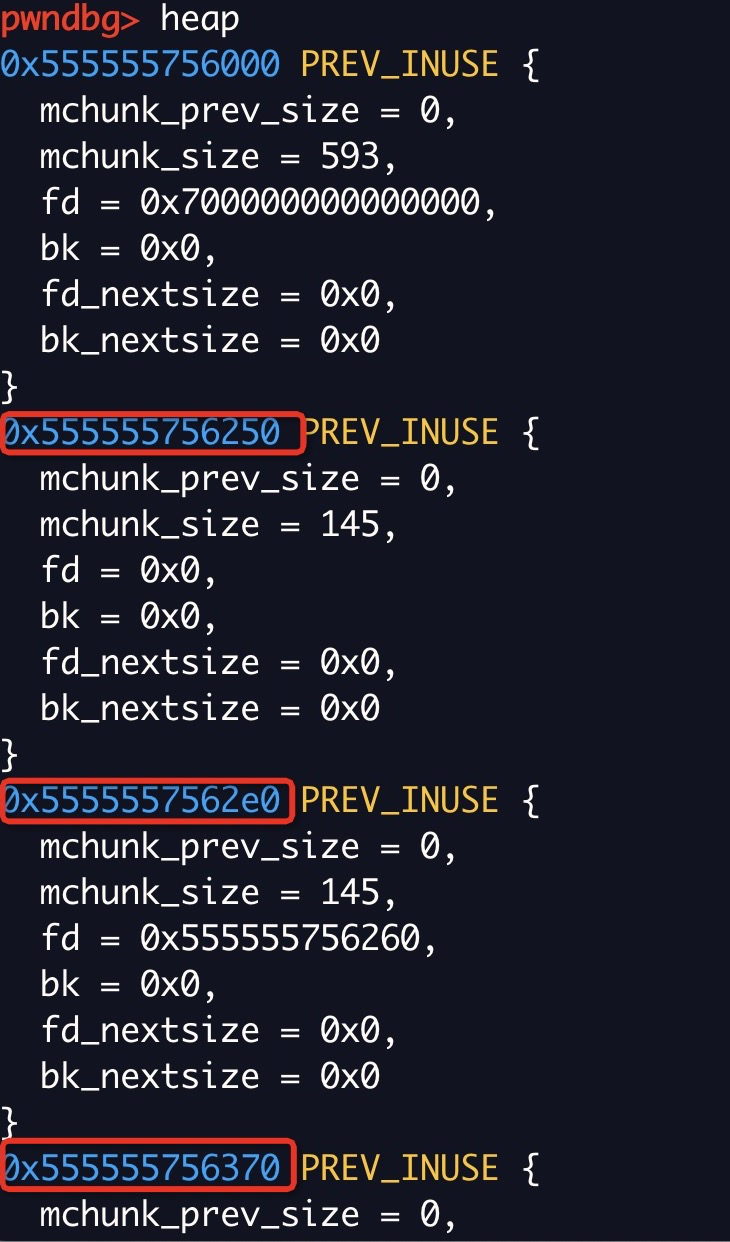 pwndbg> heap
0x555555756000 PREV_INUSE {
mchunk_prev_size = 0,
mchunk_size = 593,
fd = 0x700000000000000,
bk = 0x0,
fd_nextsize = 0x0,
bk_nextsize = 0x0
}
0x555555756250 PREV_INUSE {
mchunk_prev_size = 0,
mchunk_size = 145,
fd = 0x0,
bk = 0x0,
fd_nextsize = 0x0,
bk_nextsize = 0x0
}
0x5555557562e0 PREV_INUSE {
mchunk_prev_size = 0,
mchunk_size = 145,
fd = 0x555555756260,
bk = 0x0,
fd_nextsize = 0x0,
bk_nextsize = 0x0
}
0x555555756370 PREV_INUSE {
mchunk_prev_size = 0,